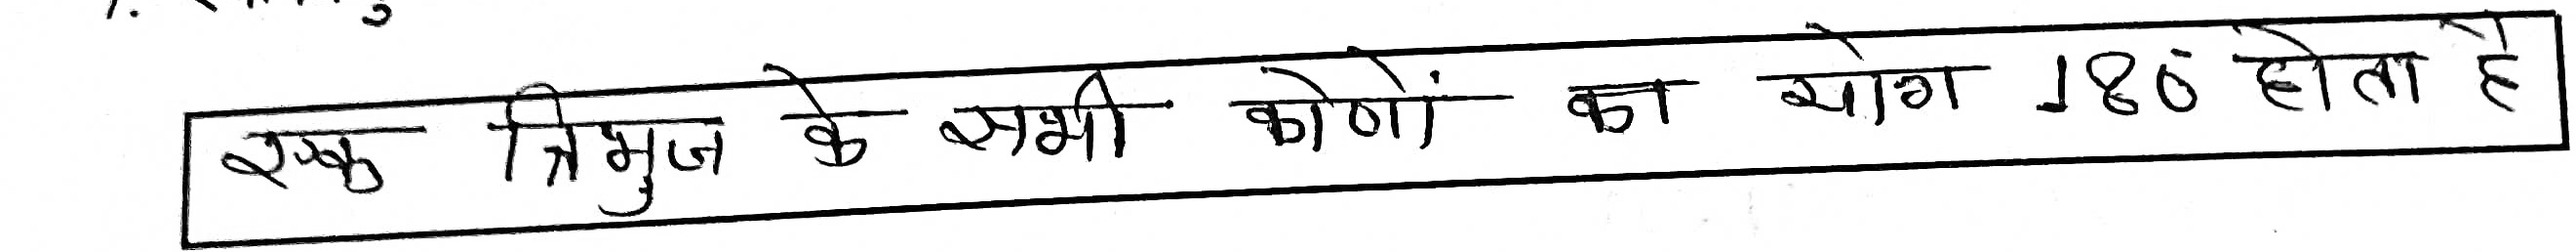 एक त्रिभुज के सभी कोणों का योग 180 होता है